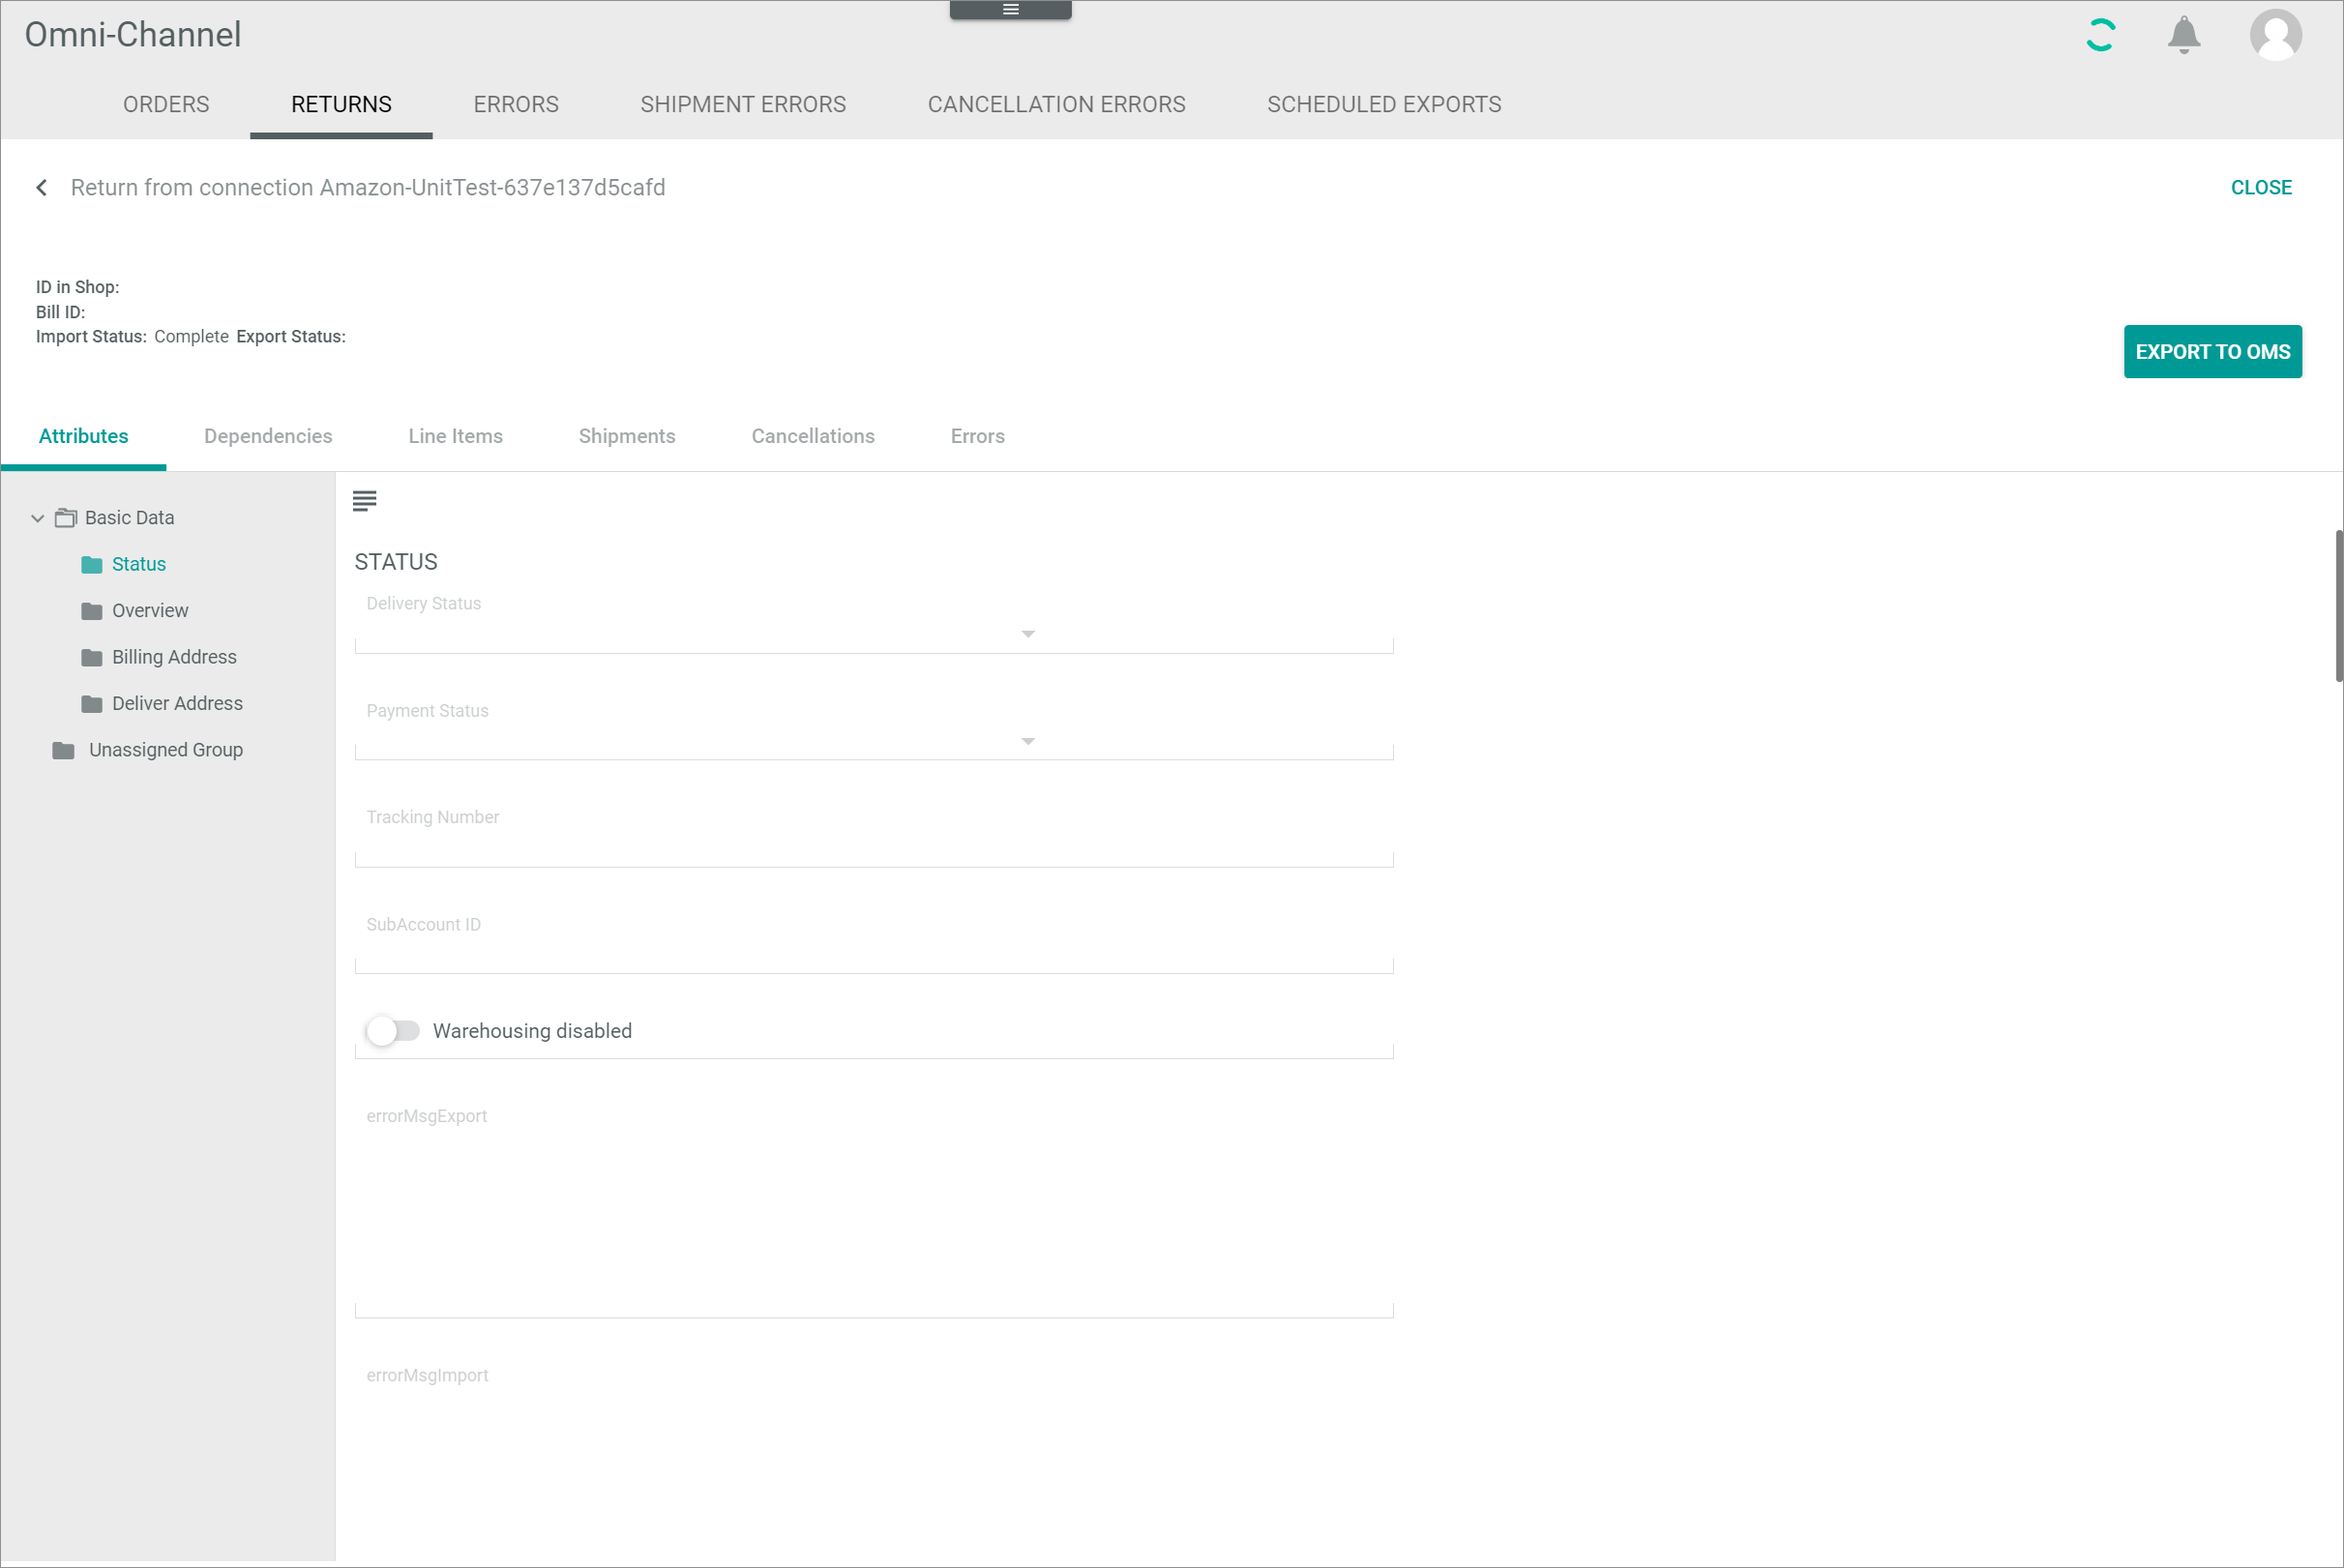 Omni-Channel
ORDERS RETURNS ERRORS SHIPMENT ERRORS CANCELLATION ERRORS SCHEDULED EXPORTS
Return from connection Amazon-UnitTest-637e137d5cafd CLOSE
ID in Shop:
Bill ID:
Import Status: Complete Export Status:
EXPORT TO OMS
Attributes Dependencies Line Items Shipments Cancellations Errors
Basic Data
Status
Overview
Billing Address
Deliver Address
Unassigned Group
STATUS
Delivery Status
Payment Status
Tracking Number
SubAccount ID
Warehousing disabled
errorMsgExport
errorMsgImport